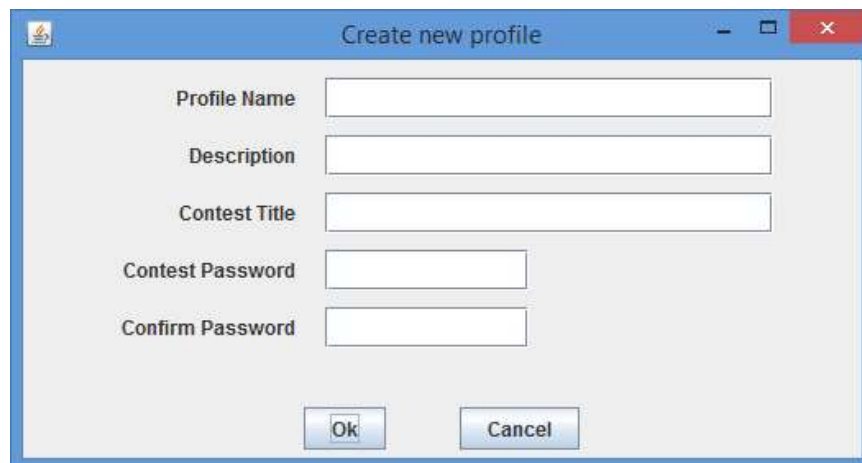 Create new profile
Profile Name
Description
Contest Title
Contest Password
Confirm Password
Ok Cancel